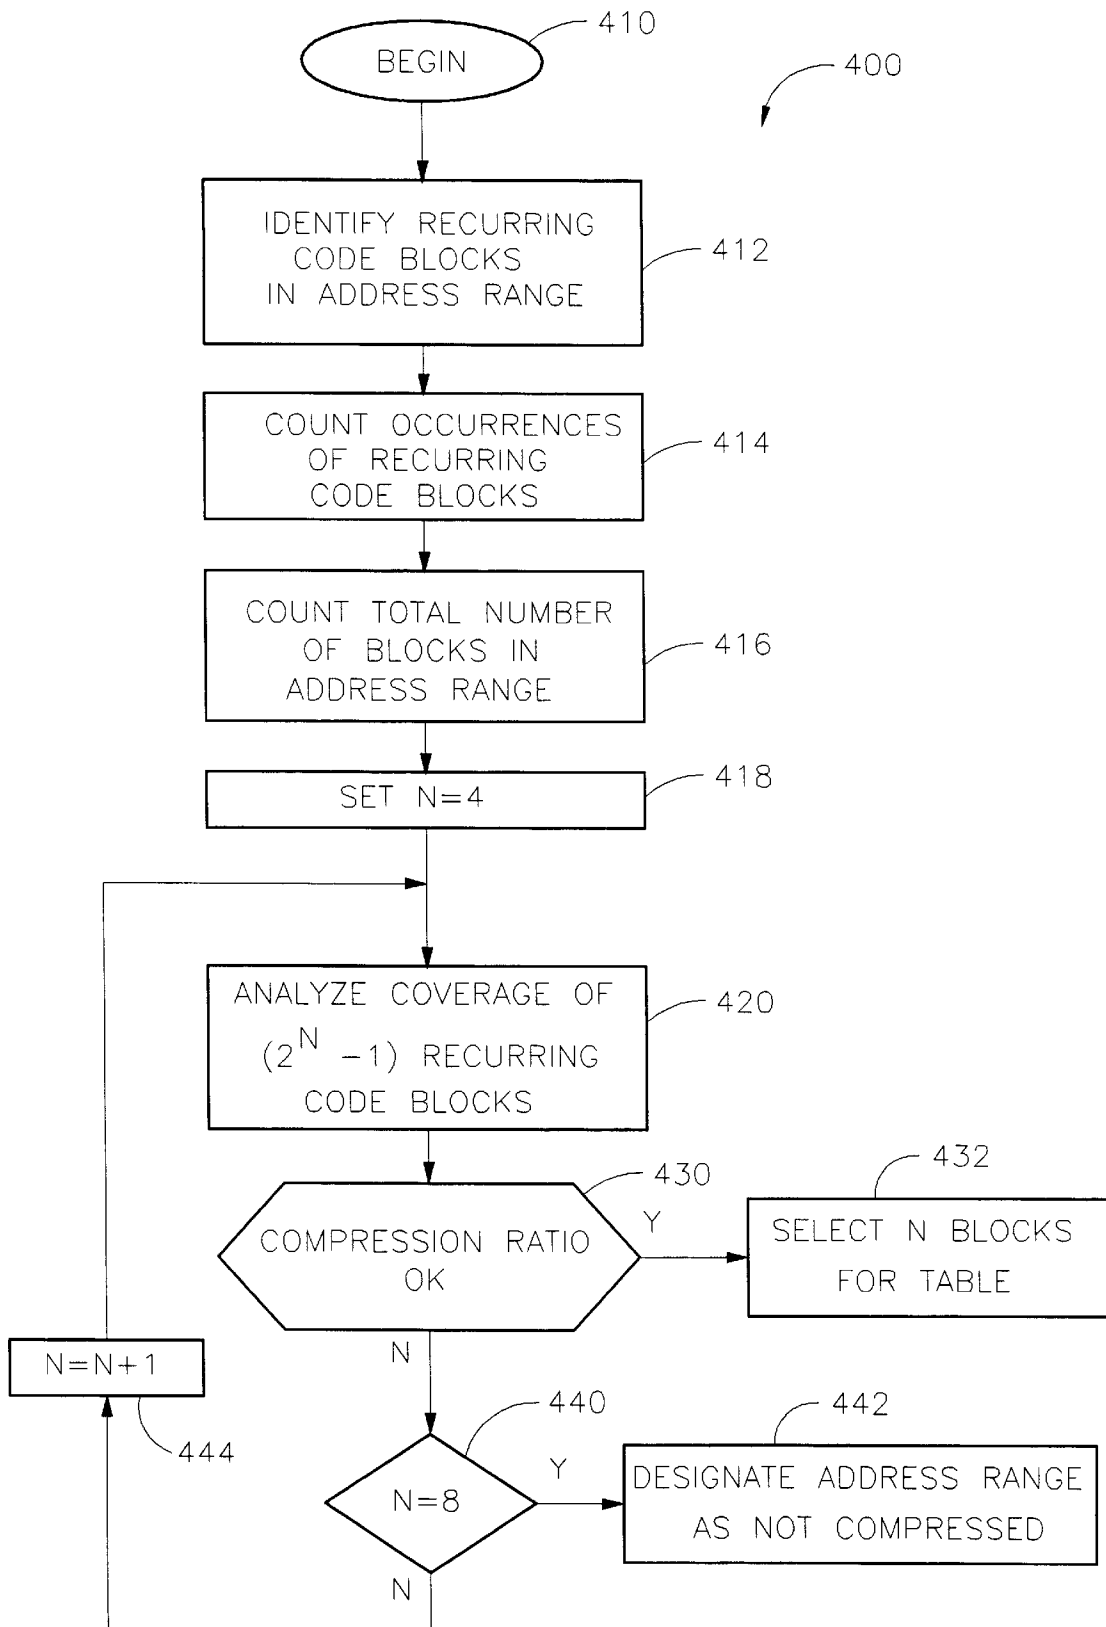 410
BEGIN
400
IDENTIFY RECURRING
CODE BLOCKS
IN ADDRESS RANGE
412
COUNT OCCURRENCES
OF RECURRING
CODE BLOCKS
414
COUNT TOTAL NUMBER
OF BLOCKS IN
ADDRESS RANGE
416
SET N=4
418
ANALYZE COVERAGE OF
(2^N -1) RECURRING
CODE BLOCKS
420
430
COMPRESSION RATIO
OK
Y
432
SELECT N BLOCKS
FOR TABLE
N
N=N+1
444
440
N=8
Y
442
DESIGNATE ADDRESS RANGE
AS NOT COMPRESSED
N